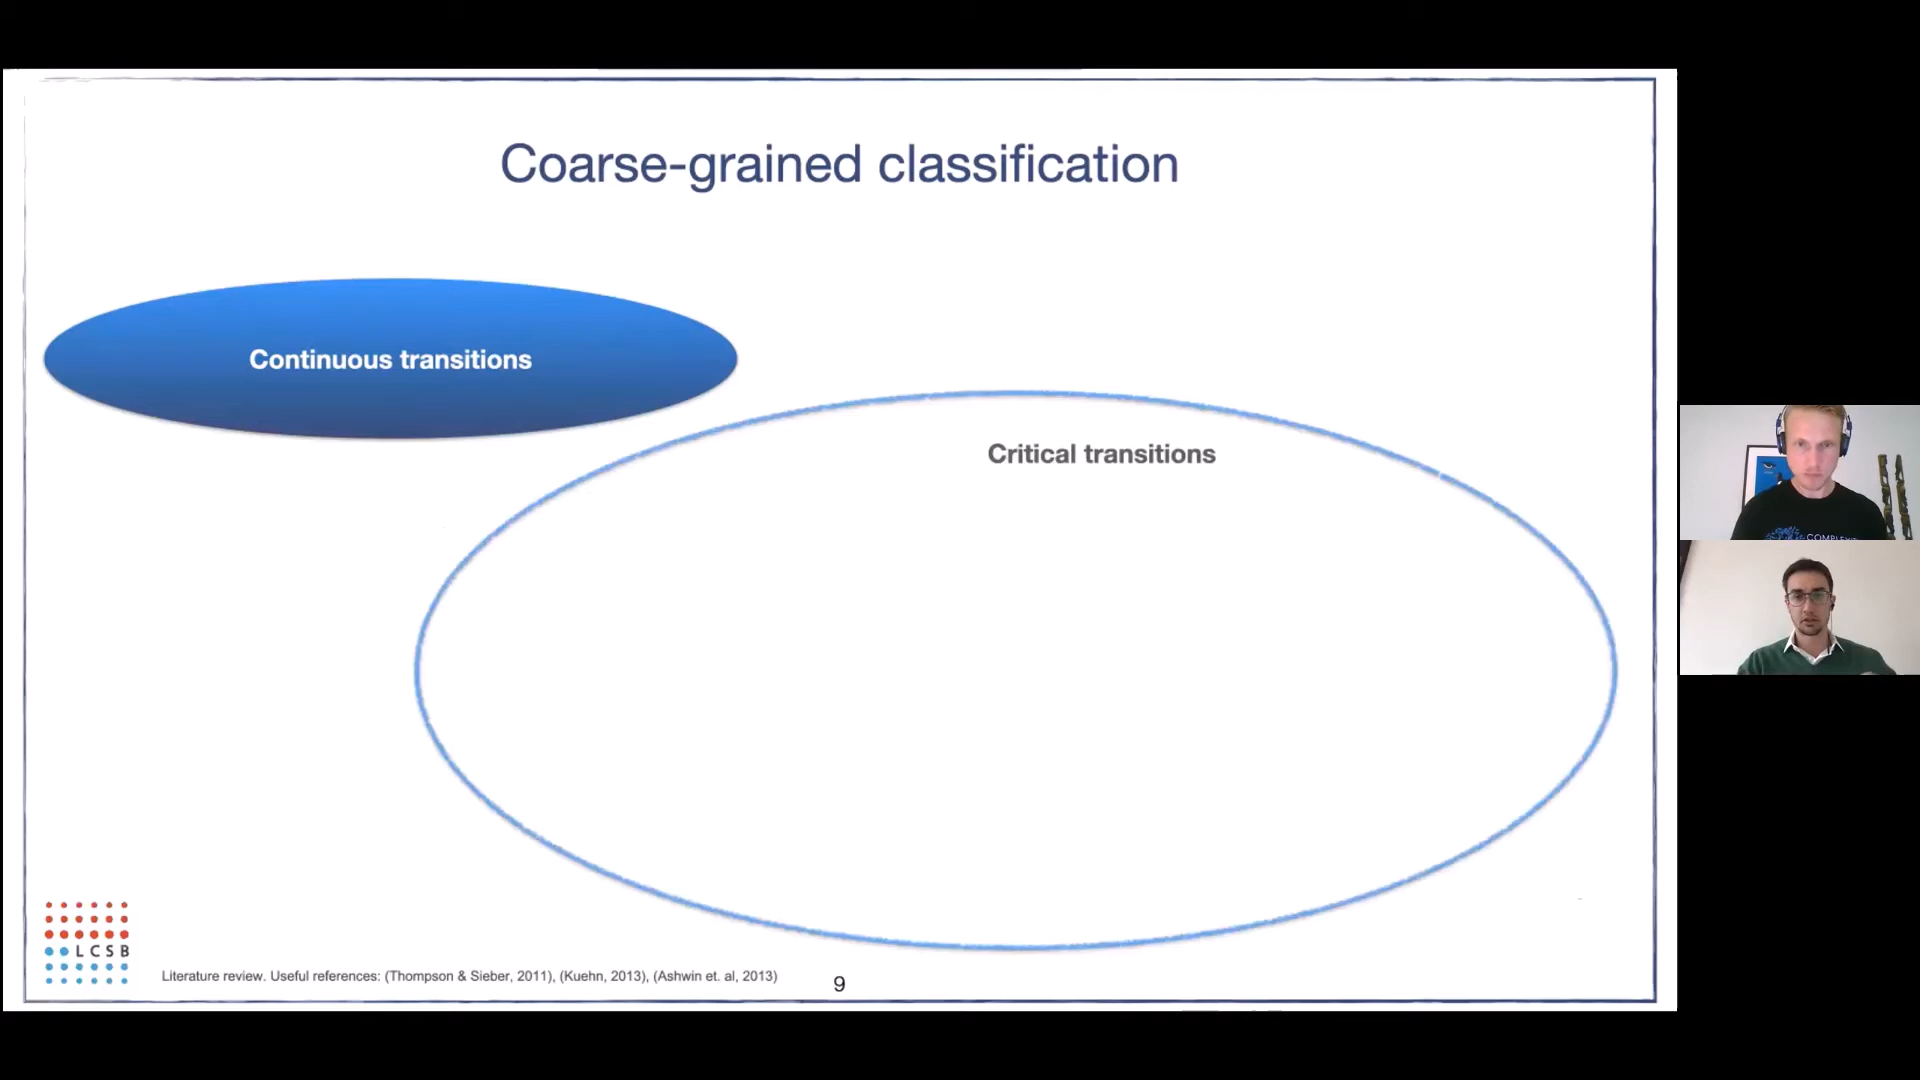 Coarse-grained classification
Continuous transitions
Critical transitions
LCSB
Literature review. Useful references: (Thompson & Sieber, 2011), (Kuehn, 2013), (Ashwin et. al, 2013)
9